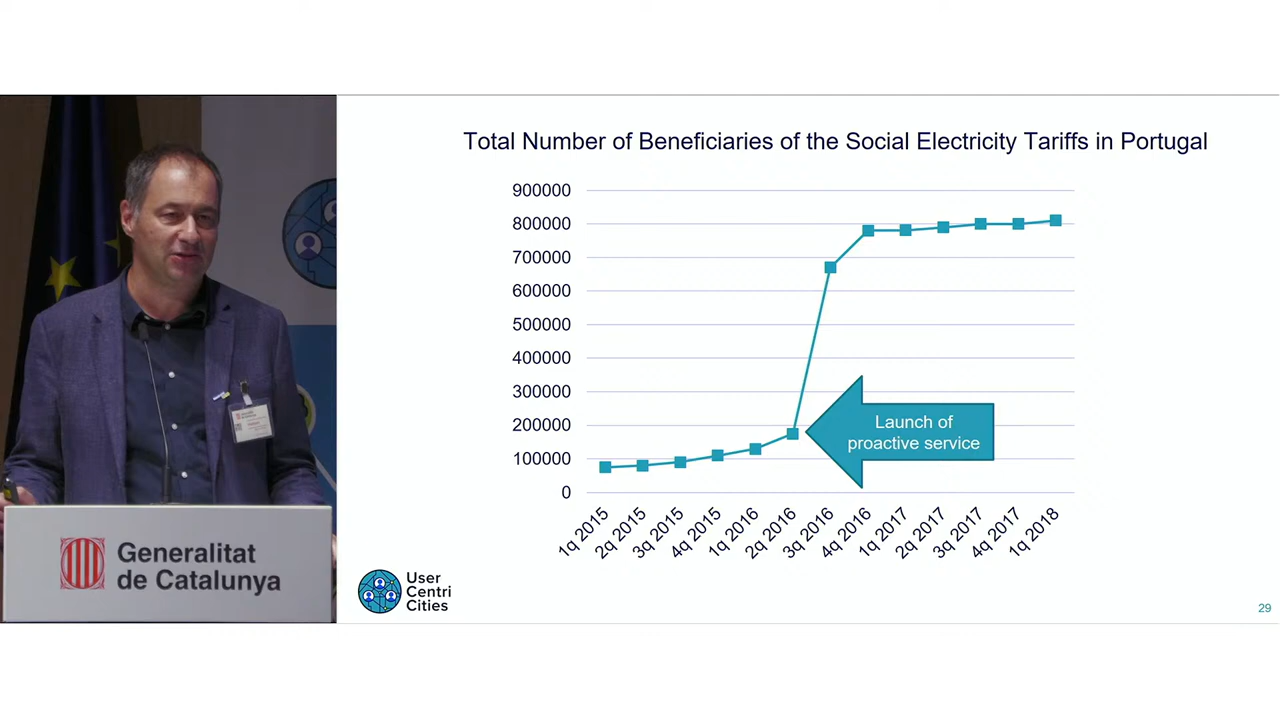 Total Number of Beneficiaries of the Social Electricity Tariffs in Portugal
900000
800000
700000
600000
500000
400000
300000
200000
100000
0
Launch of
proactive service
1q 2015
2q 2015
3q 2015
4q 2015
1q 2016
2q 2016
3q 2016
4q 2016
1q 2017
2q 2017
3q 2017
4q 2017
1q 2018
Generalitat
de Catalunya
User
Centri
Cities
29